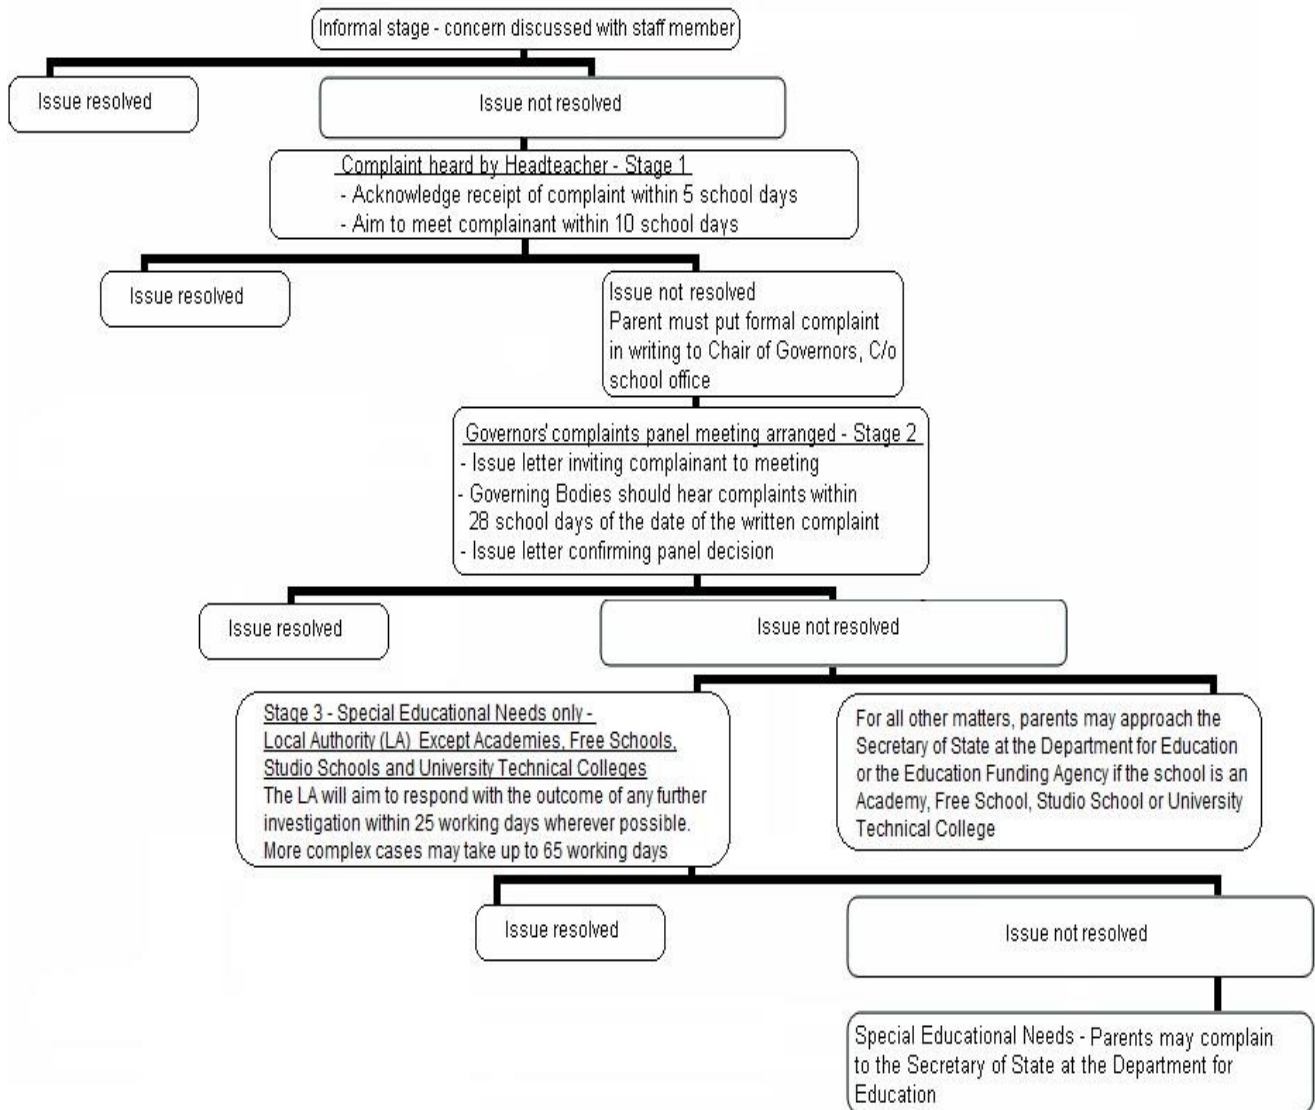 Informal stage - concern discussed with staff member
Issue resolved
Issue not resolved
Complaint heard by Headteacher - Stage 1
- Acknowledge receipt of complaint within 5 school days
- Aim to meet complainant within 10 school days
Issue resolved
Issue not resolved
Parent must put formal complaint
in writing to Chair of Governors, C/o
school office
Governors' complaints panel meeting arranged - Stage 2
- Issue letter inviting complainant to meeting
- Governing Bodies should hear complaints within
28 school days of the date of the written complaint
- Issue letter confirming panel decision
Issue resolved
Issue not resolved
Stage 3 - Special Educational Needs only -
Local Authority (LA) Except Academies, Free Schools,
Studio Schools and University Technical Colleges
The LA will aim to respond with the outcome of any further
investigation within 25 working days wherever possible.
More complex cases may take up to 65 working days
For all other matters, parents may approach the
Secretary of State at the Department for Education
or the Education Funding Agency if the school is an
Academy, Free School, Studio School or University
Technical College
Issue resolved
Issue not resolved
Special Educational Needs - Parents may complain
to the Secretary of State at the Department for
Education